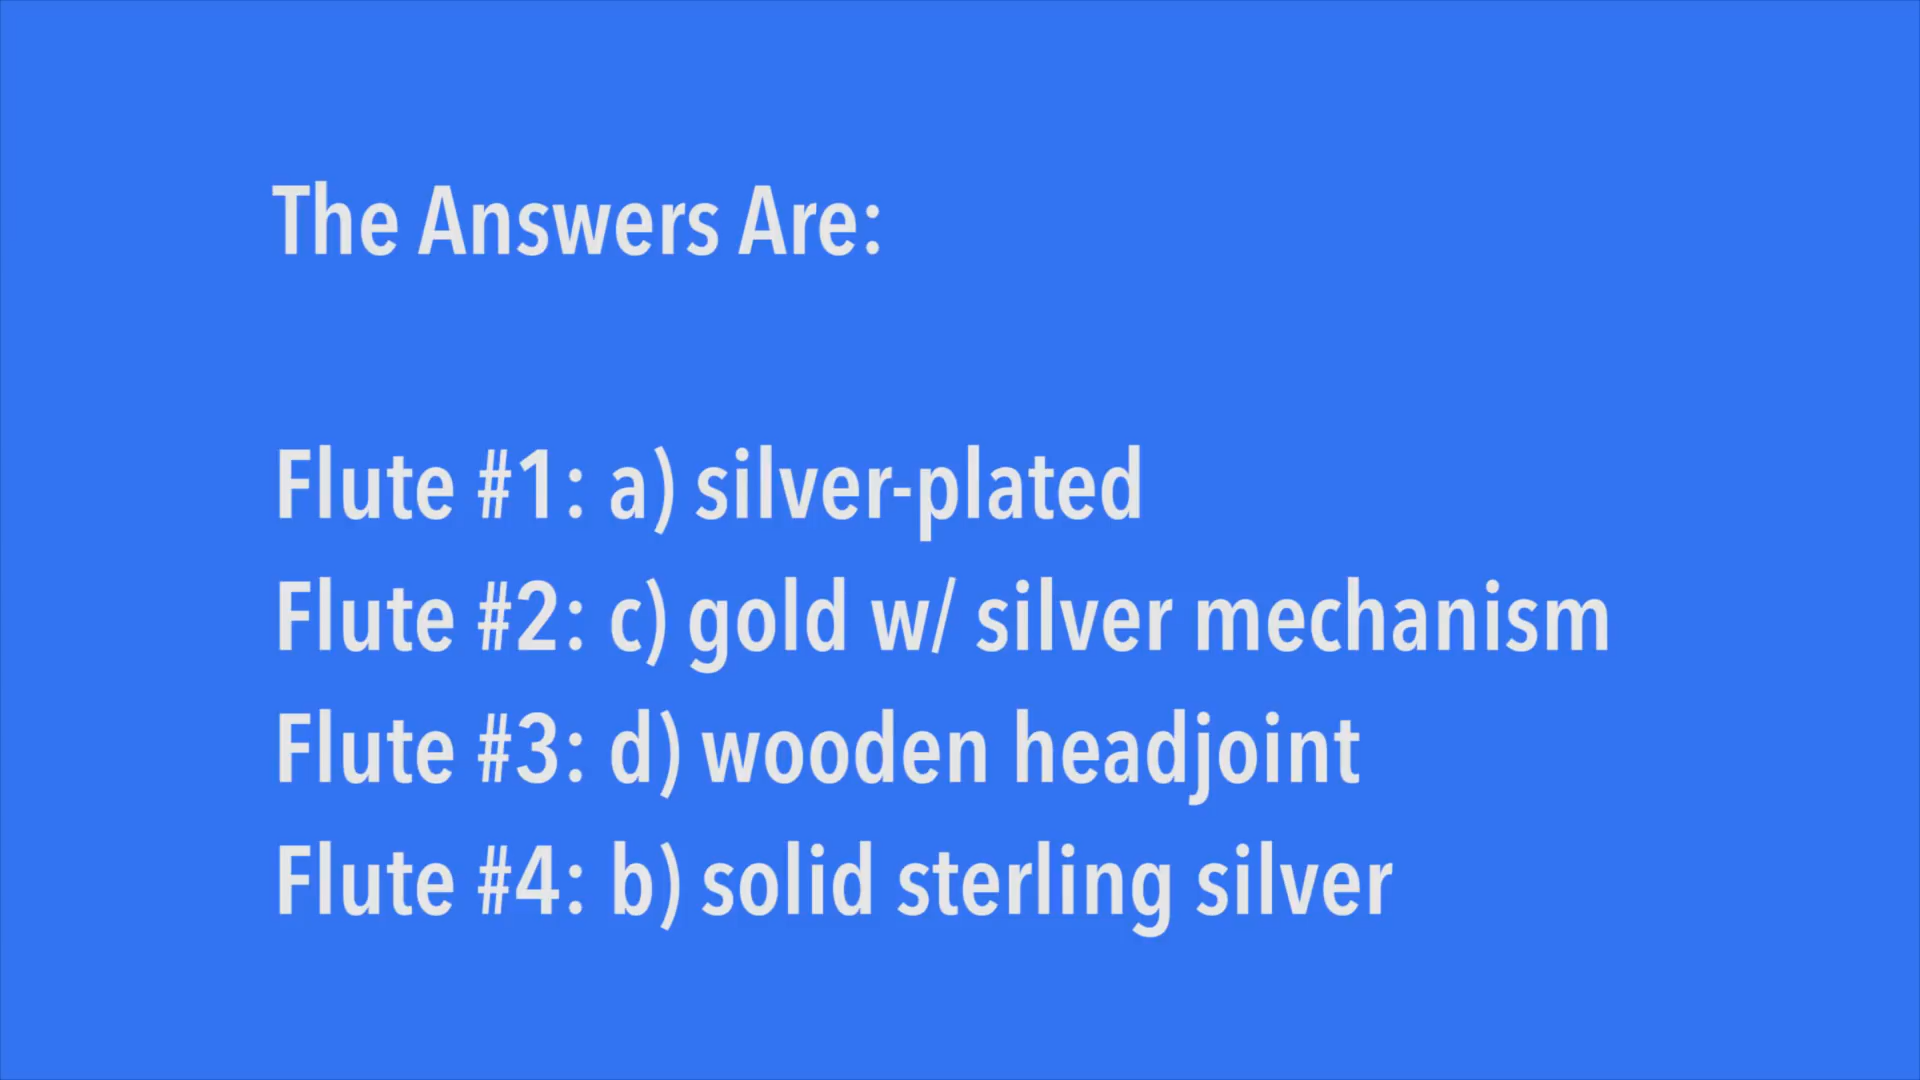 The Answers Are:
Flute #1: a) silver-plated
Flute #2: c) gold w/ silver mechanism
Flute #3: d) wooden headjoint
Flute #4: b) solid sterling silver